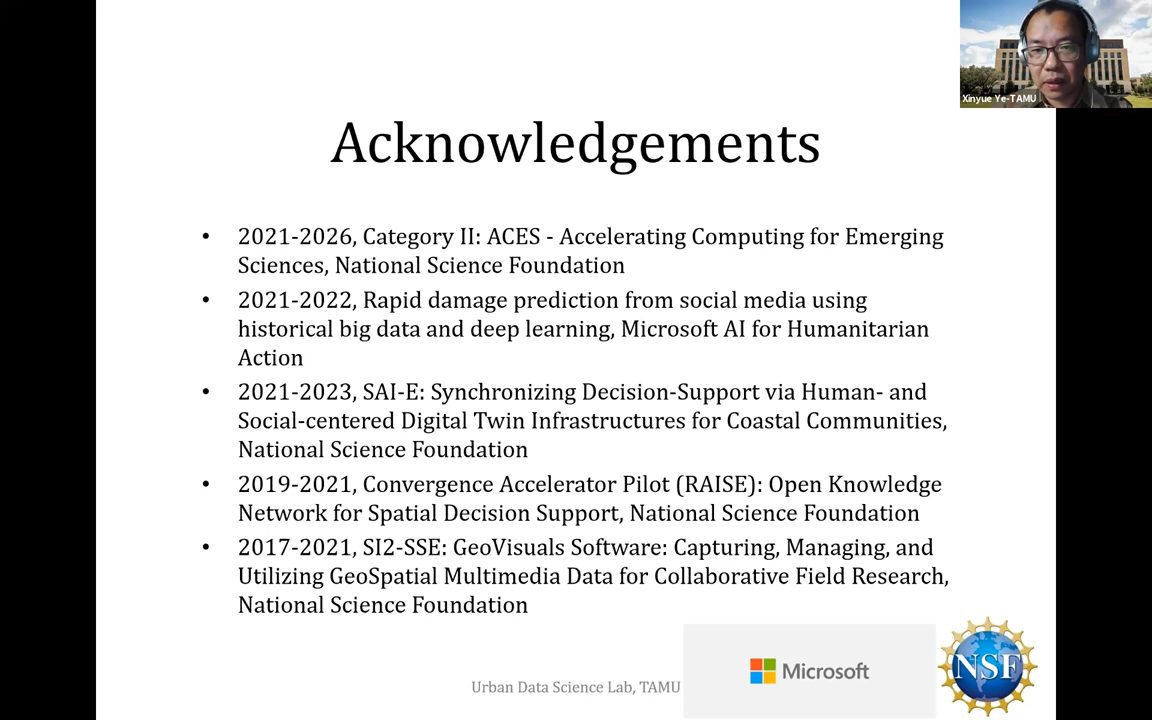 Xinyue Ye-TAMU
Acknowledgements
• 2021-2026, Category II: ACES - Accelerating Computing for Emerging
Sciences, National Science Foundation
• 2021-2022, Rapid damage prediction from social media using
historical big data and deep learning, Microsoft AI for Humanitarian
Action
• 2021-2023, SAI-E: Synchronizing Decision-Support via Human- and
Social-centered Digital Twin Infrastructures for Coastal Communities,
National Science Foundation
• 2019-2021, Convergence Accelerator Pilot (RAISE): Open Knowledge
Network for Spatial Decision Support, National Science Foundation
• 2017-2021, SI2-SSE: GeoVisuals Software: Capturing, Managing, and
Utilizing GeoSpatial Multimedia Data for Collaborative Field Research,
National Science Foundation
Urban Data Science Lab, TAMU
Microsoft
NSF